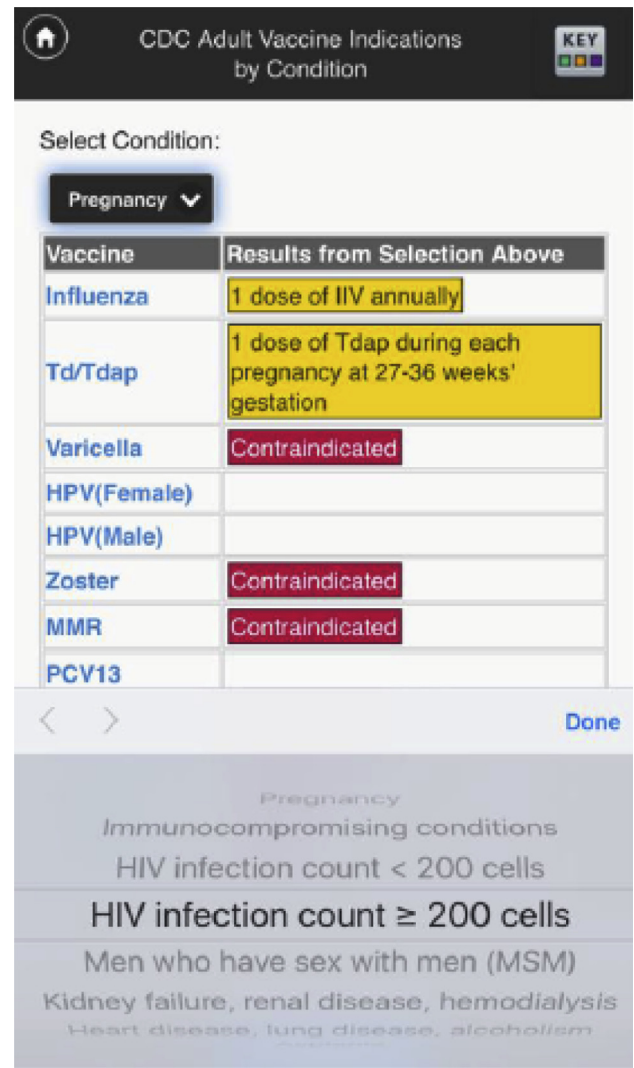 CDC Adult Vaccine Indications
by Condition
KEY
Select Condition:
Pregnancy
Vaccine Results from Selection Above
Influenza 1 dose of IIV annually
1 dose of Tdap during each
Td/Tdap pregnancy at 27-36 weeks'
gestation
Varicella Contraindicated
HPV(Female)
HPV(Male)
Zoster Contraindicated
MMR Contraindicated
PCV13
Done
Pregnancy
Immunocompromising conditions
HIV infection count < 200 cells
HIV infection count ≥ 200 cells
Men who have sex with men (MSM)
Kidney failure, renal disease, hemodialysis
Heart disease, lung disease, alcoholism